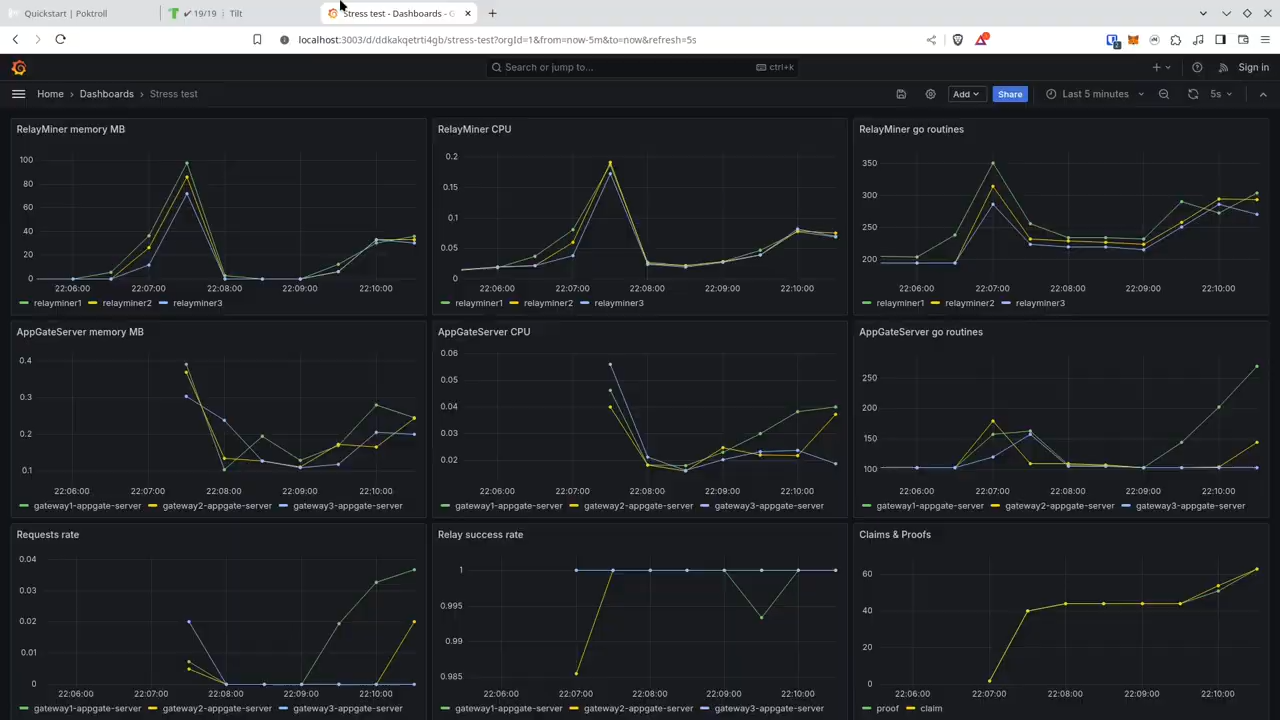 Quickstart | Poktroll
✔ 19/19 ⋮ Tilt
Stress test - Dashboards - G
localhost:3003/d/ddkakqetrti4gb/stress-test?orgId=1&from=now-5m&to=now&refresh=5s
Search or jump to... ctrl+k
Sign in
Home › Dashboards › Stress test
Add Share Last 5 minutes 5s
RelayMiner memory MB
100
80
60
40
20
0
22:06:00 22:07:00 22:08:00 22:09:00 22:10:00
relayminer1 relayminer2 relayminer3
RelayMiner CPU
0.2
0.15
0.1
0.05
0
22:06:00 22:07:00 22:08:00 22:09:00 22:10:00
relayminer1 relayminer2 relayminer3
RelayMiner go routines
350
300
250
200
22:06:00 22:07:00 22:08:00 22:09:00 22:10:00
relayminer1 relayminer2 relayminer3
AppGateServer memory MB
0.4
0.3
0.2
0.1
22:06:00 22:07:00 22:08:00 22:09:00 22:10:00
gateway1-appgate-server gateway2-appgate-server gateway3-appgate-server
AppGateServer CPU
0.06
0.05
0.04
0.03
0.02
22:06:00 22:07:00 22:08:00 22:09:00 22:10:00
gateway1-appgate-server gateway2-appgate-server gateway3-appgate-server
AppGateServer go routines
250
200
150
100
22:06:00 22:07:00 22:08:00 22:09:00 22:10:00
gateway1-appgate-server gateway2-appgate-server gateway3-appgate-server
Requests rate
0.04
0.03
0.02
0.01
0
22:06:00 22:07:00 22:08:00 22:09:00 22:10:00
gateway1-appgate-server gateway2-appgate-server gateway3-appgate-server
Relay success rate
1
0.995
0.99
0.985
22:06:00 22:07:00 22:08:00 22:09:00 22:10:00
gateway1-appgate-server gateway2-appgate-server gateway3-appgate-server
Claims & Proofs
60
40
20
0
22:06:00 22:07:00 22:08:00 22:09:00 22:10:00
proof claim